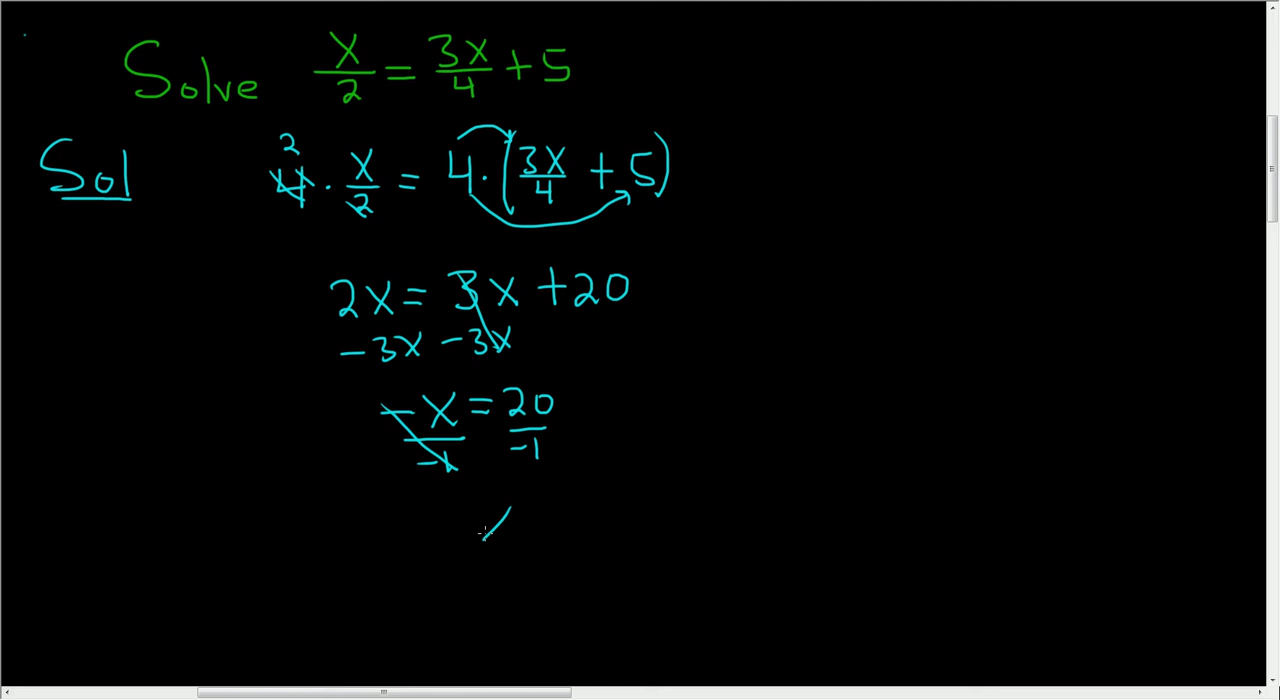 Solve x/2 = 3x/4 + 5
Sol 2 4 · x/2 = 4 · (3x/4 + 5)
2x = 3x + 20
-3x -3x
-x/-1 = 20/-1